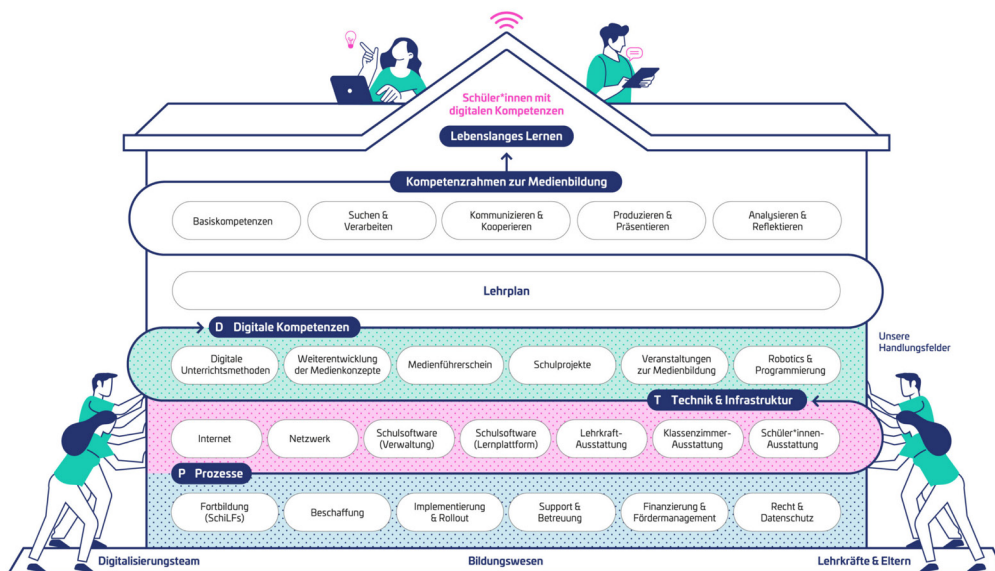 Schüler*innen mit
digitalen Kompetenzen
Lebenslanges Lernen
Kompetenzrahmen zur Medienbildung
Basiskompetenzen
Suchen &
Verarbeiten
Kommunizieren &
Kooperieren
Produzieren &
Präsentieren
Analysieren &
Reflektieren
Lehrplan
D Digitale Kompetenzen
Unsere
Handlungsfelder
Digitale
Unterrichtsmethoden
Weiterentwicklung
der Medienkonzepte
Medienführerschein
Schulprojekte
Veranstaltungen
zur Medienbildung
Robotics &
Programmierung
T Technik & Infrastruktur
Internet
Netzwerk
Schulsoftware
(Verwaltung)
Schulsoftware
(Lernplattform)
Lehrkraft-
Ausstattung
Klassenzimmer-
Ausstattung
Schüler*innen-
Ausstattung
P Prozesse
Fortbildung
(SchiLFs)
Beschaffung
Implementierung
& Rollout
Support &
Betreuung
Finanzierung &
Fördermanagement
Recht &
Datenschutz
Digitalisierungsteam
Bildungswesen
Lehrkräfte & Eltern